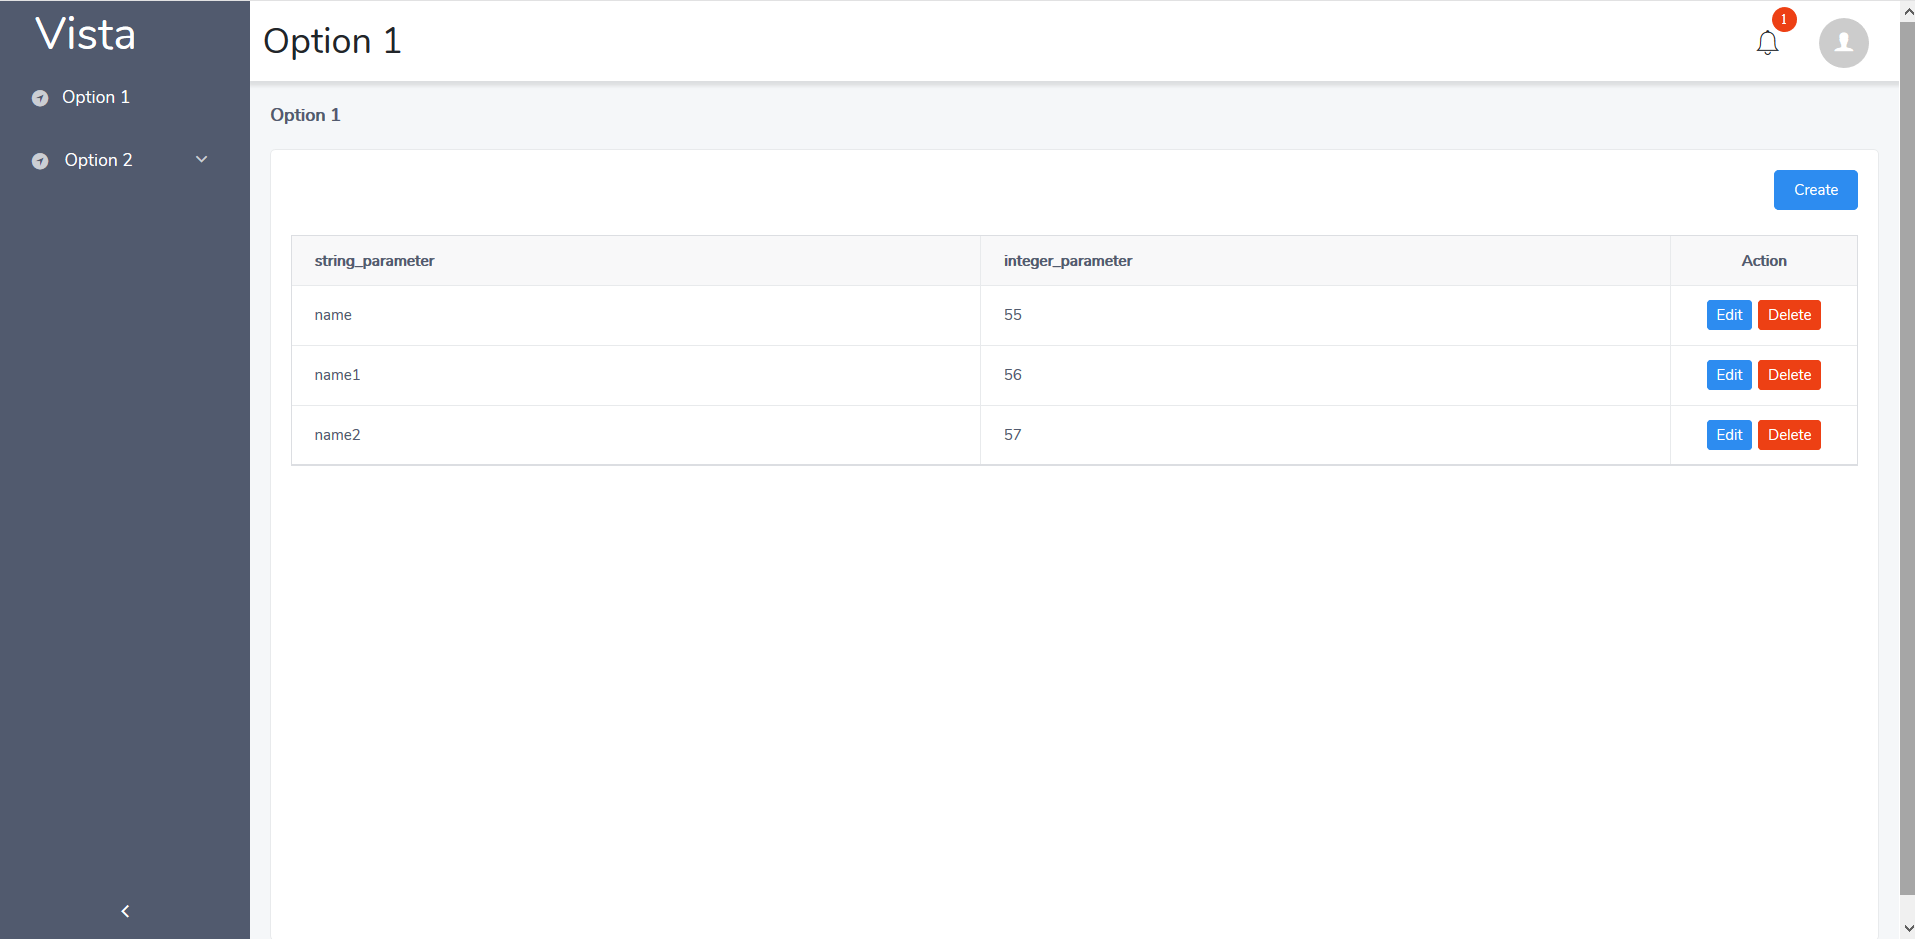 Vista
Option 1
Option 2
Option 1
1
Option 1
Create
string_parameter integer_parameter Action
name 55 Edit Delete
name1 56 Edit Delete
name2 57 Edit Delete